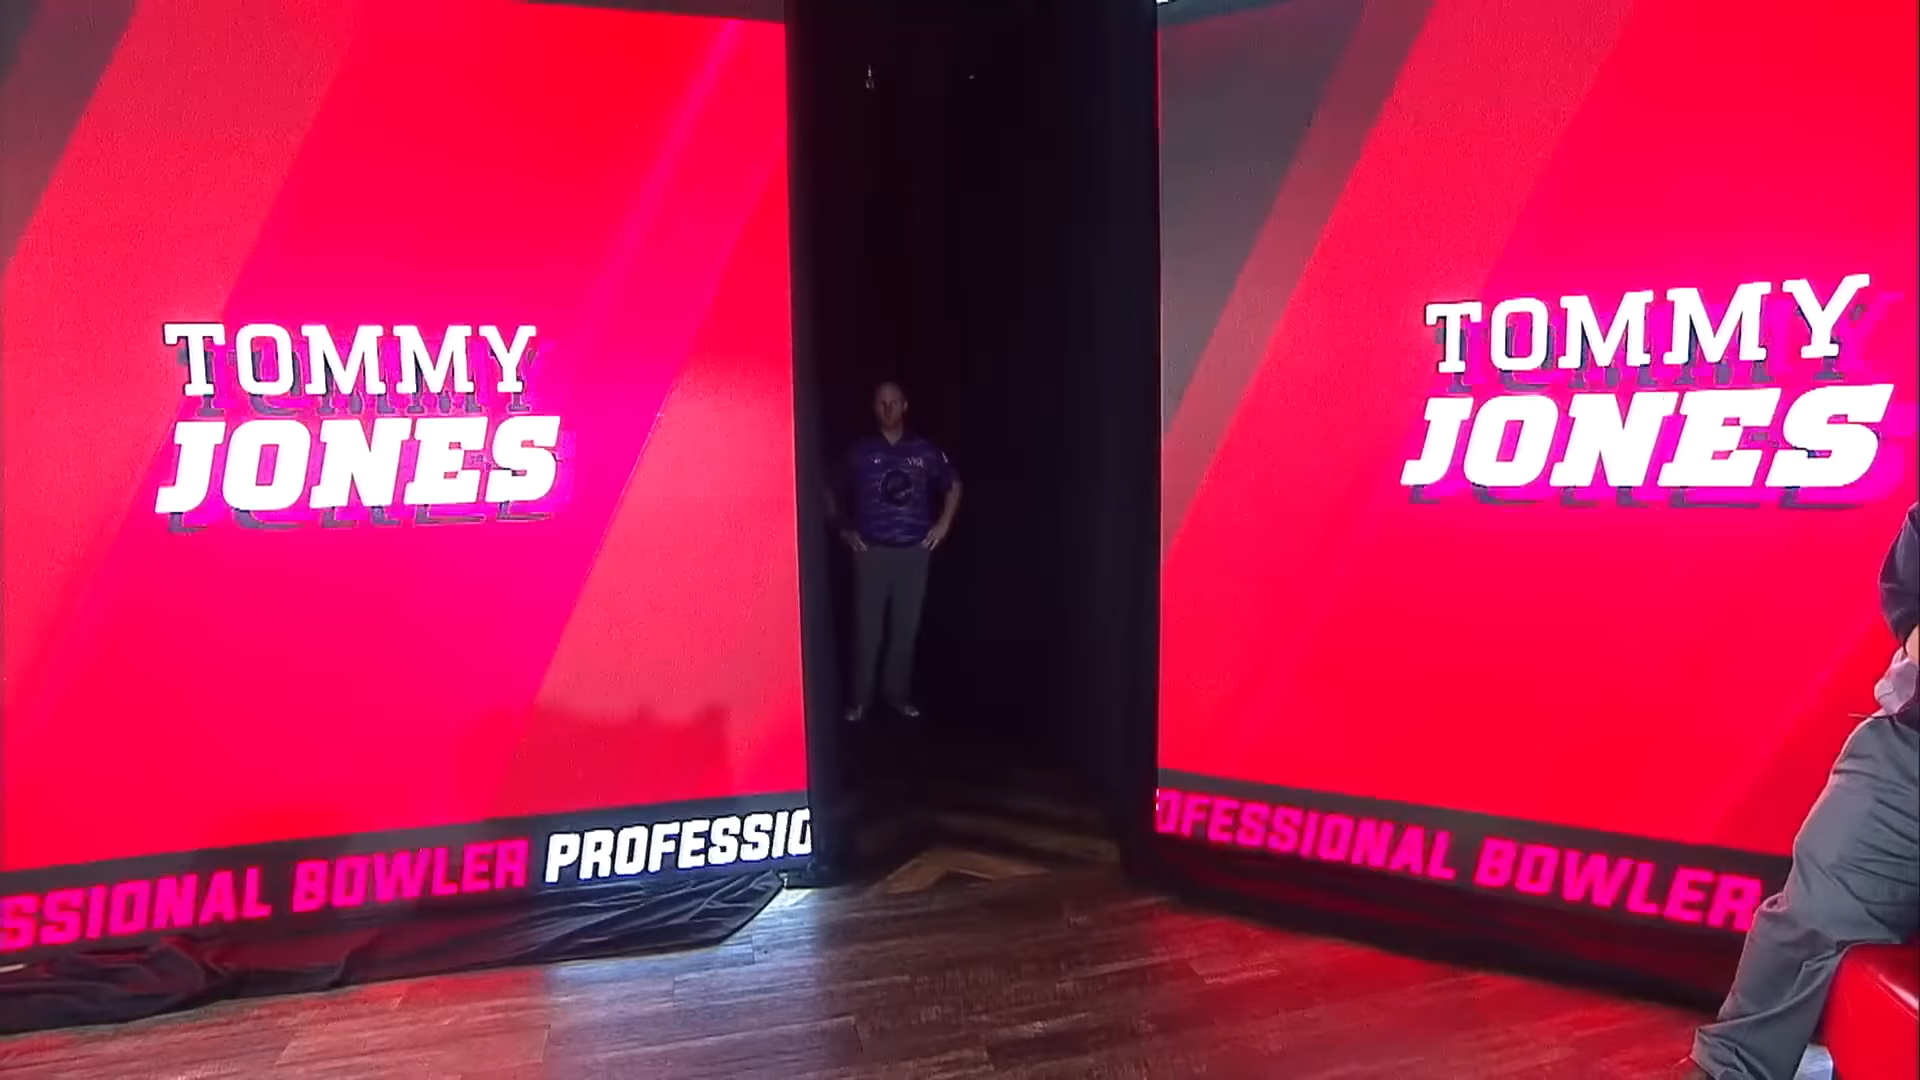 TOMMY
JONES
SSIONAL BOWLER PROFESSIO
TOMMY
JONES
OFESSIONAL BOWLER